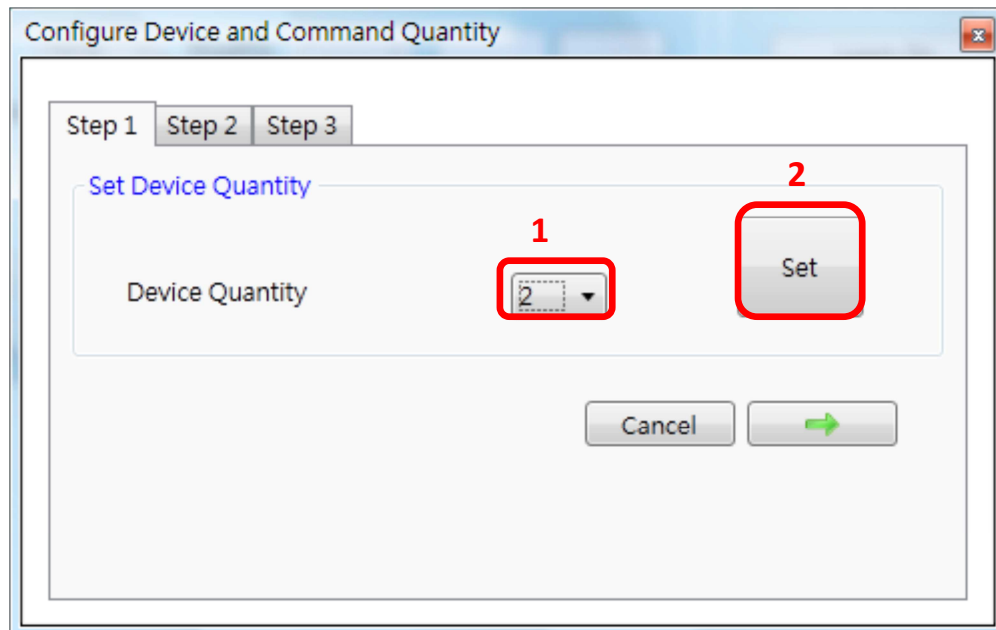 Configure Device and Command Quantity
x
Step 1 Step 2 Step 3
Set Device Quantity
2
1
Set
Device Quantity
2
Cancel